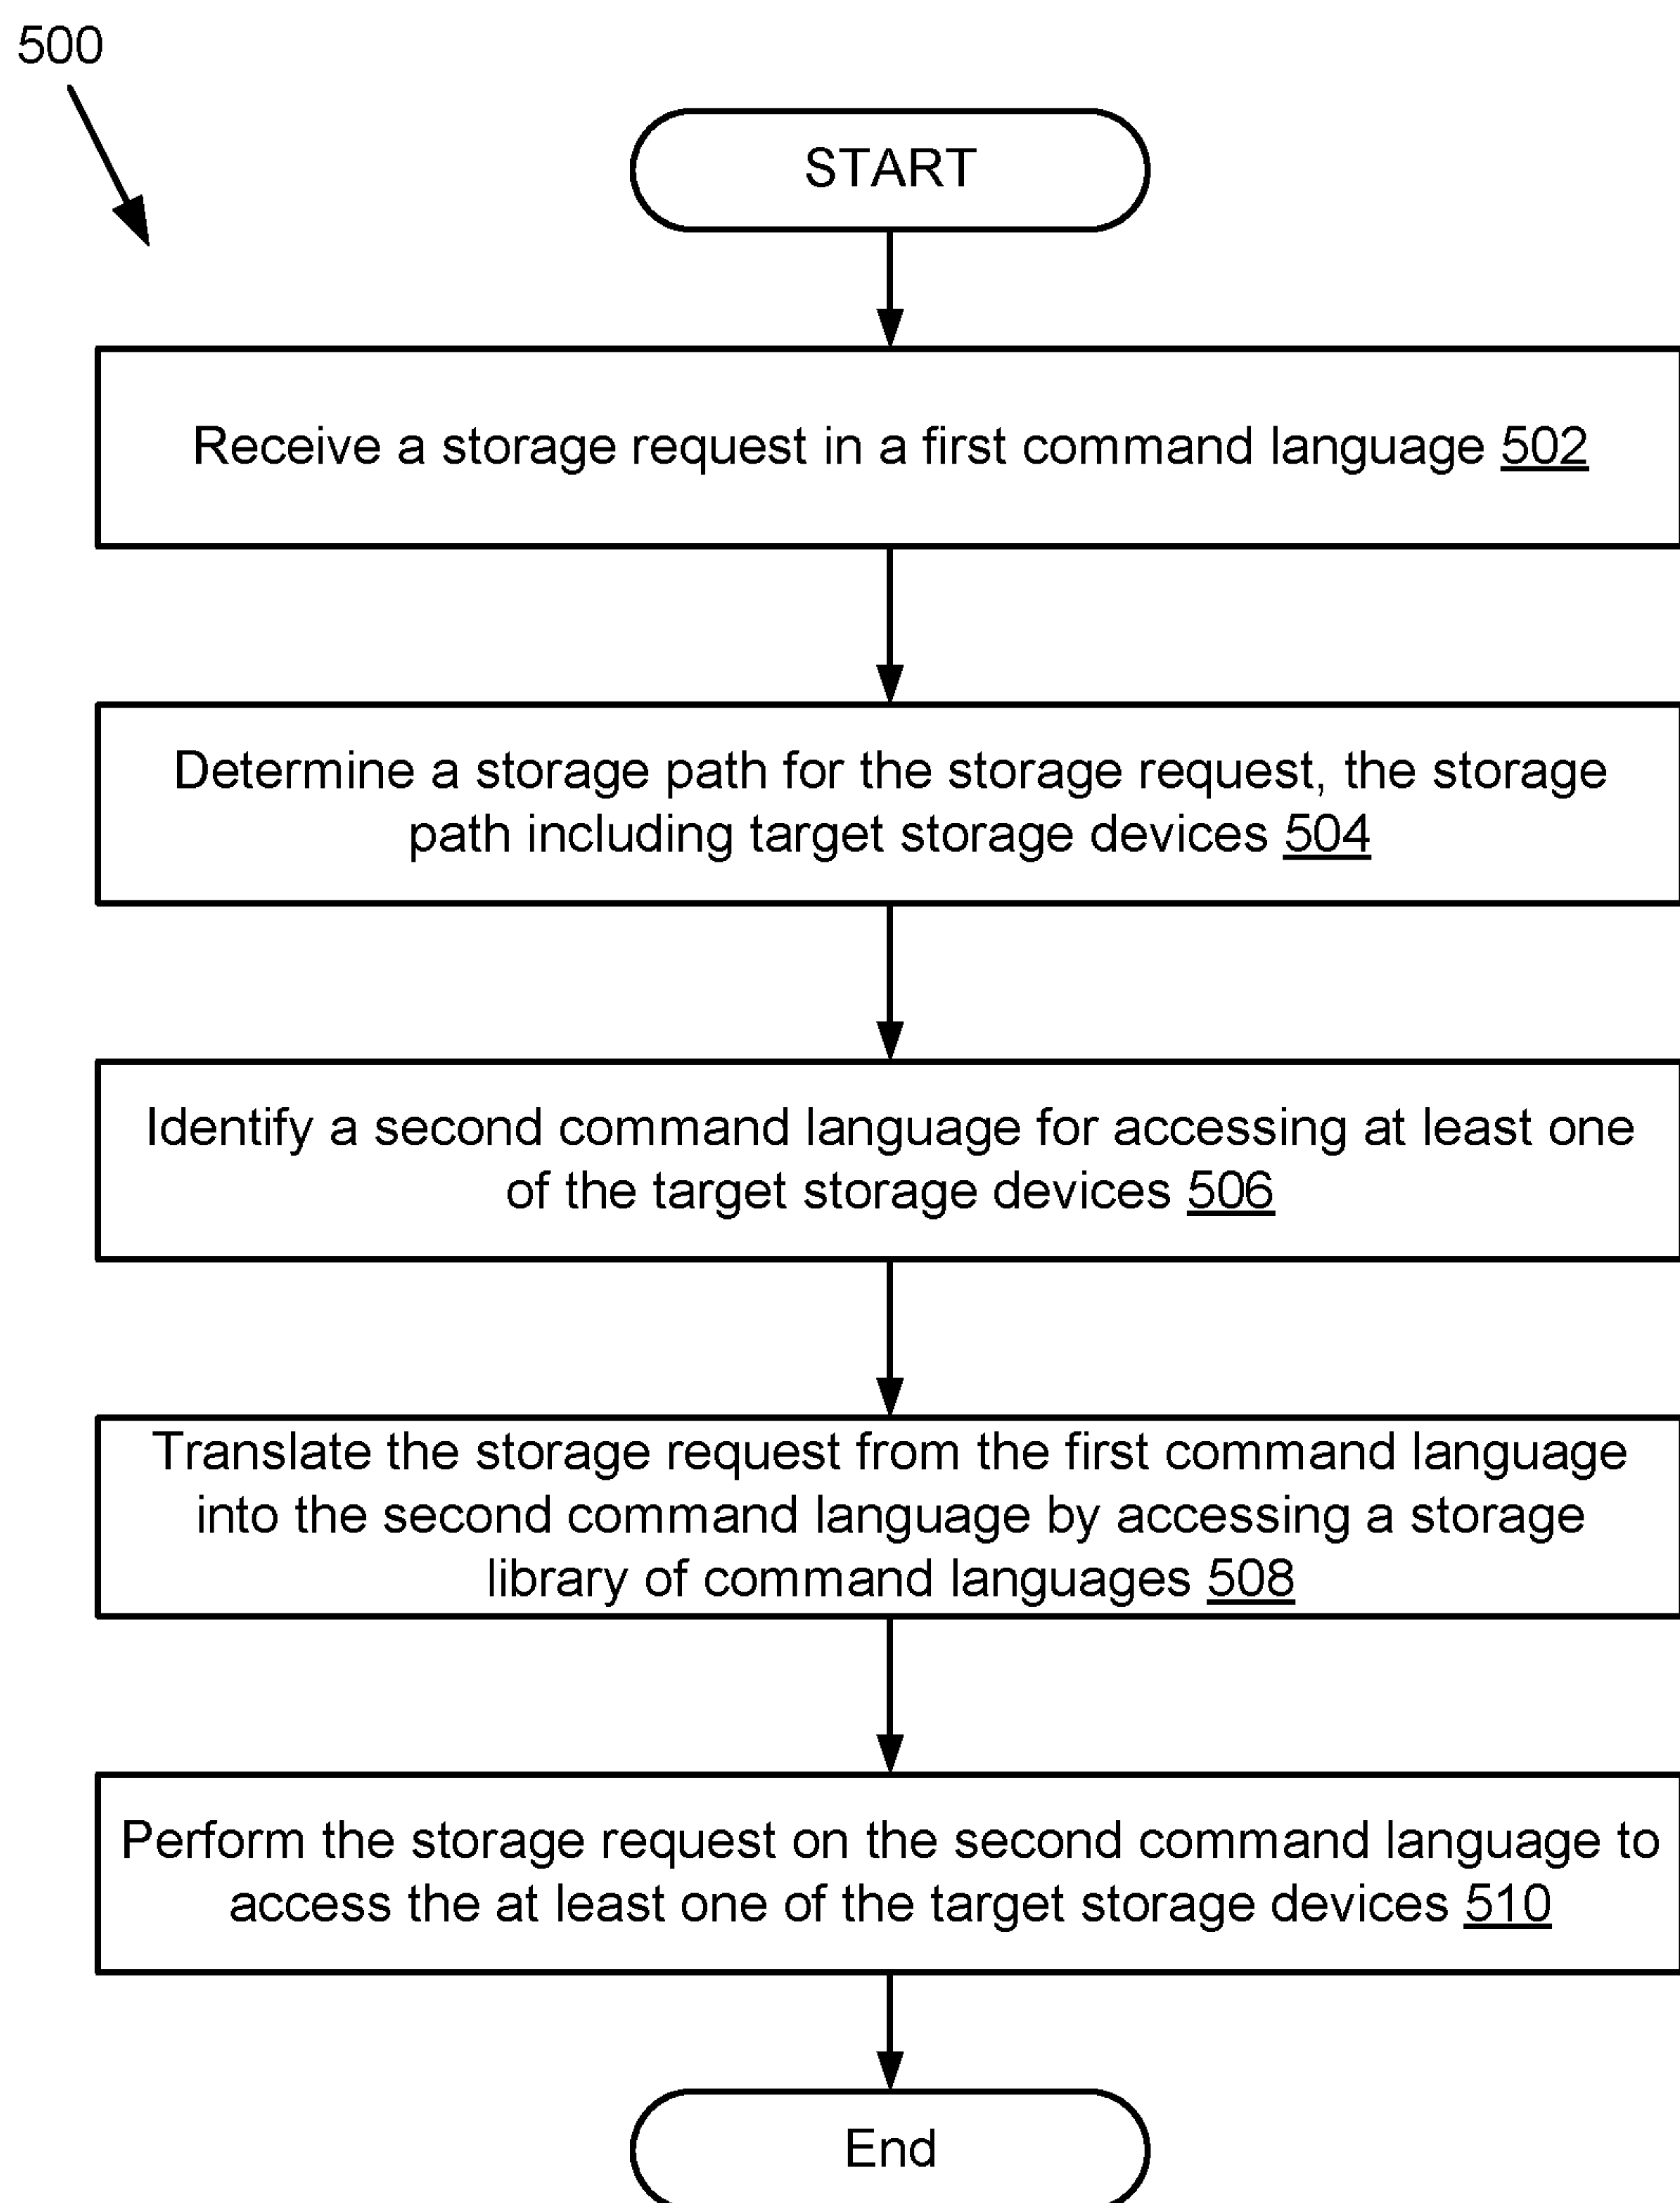 500
START
Receive a storage request in a first command language 502
Determine a storage path for the storage request, the storage
path including target storage devices 504
Identify a second command language for accessing at least one
of the target storage devices 506
Translate the storage request from the first command language
into the second command language by accessing a storage
library of command languages 508
Perform the storage request on the second command language to
access the at least one of the target storage devices 510
End